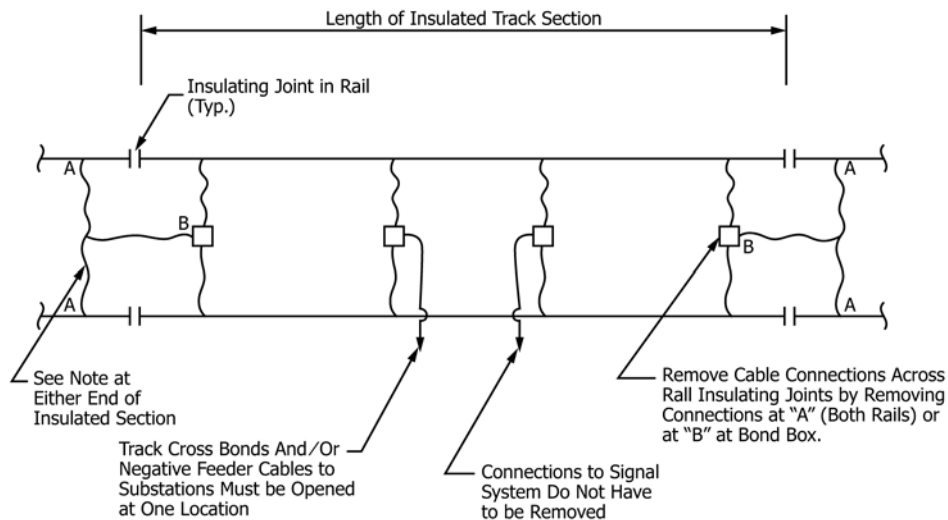 Length of Insulated Track Section
Insulating Joint in Rail
(Typ.)
A
A
B
B
A
A
See Note at
Either End of
Insulated Section
Track Cross Bonds And/Or
Negative Feeder Cables to
Substations Must be Opened
at One Location
Connections to Signal
System Do Not Have
to be Removed
Remove Cable Connections Across
Rall Insulating Joints by Removing
Connections at "A" (Both Rails) or
at "B" at Bond Box.